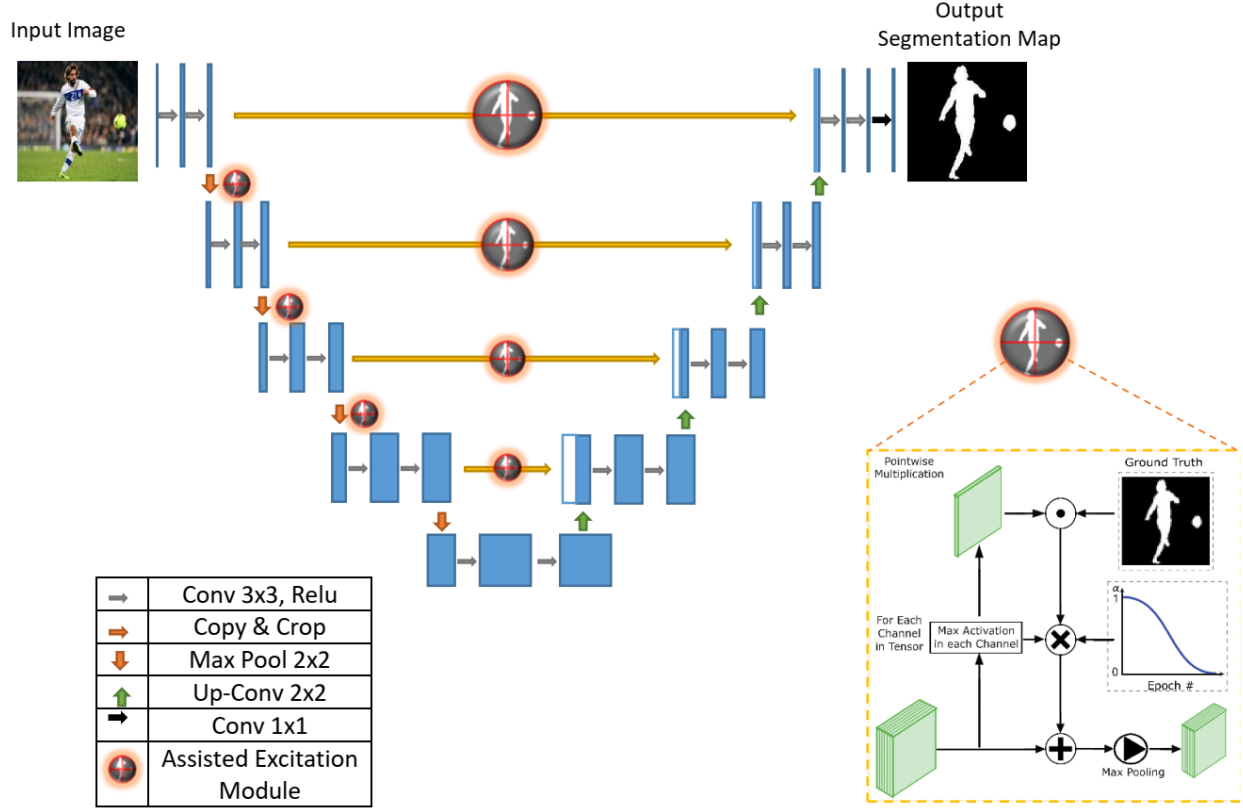 Input Image
Output
Segmentation Map
Pointwise
Multiplication
Ground Truth
α
1
For Each
Channel
in Tensor
Max Activation
in each Channel
0
Epoch #
Max Pooling
Conv 3x3, Relu
Copy & Crop
Max Pool 2x2
Up-Conv 2x2
Conv 1x1
Assisted Excitation
Module